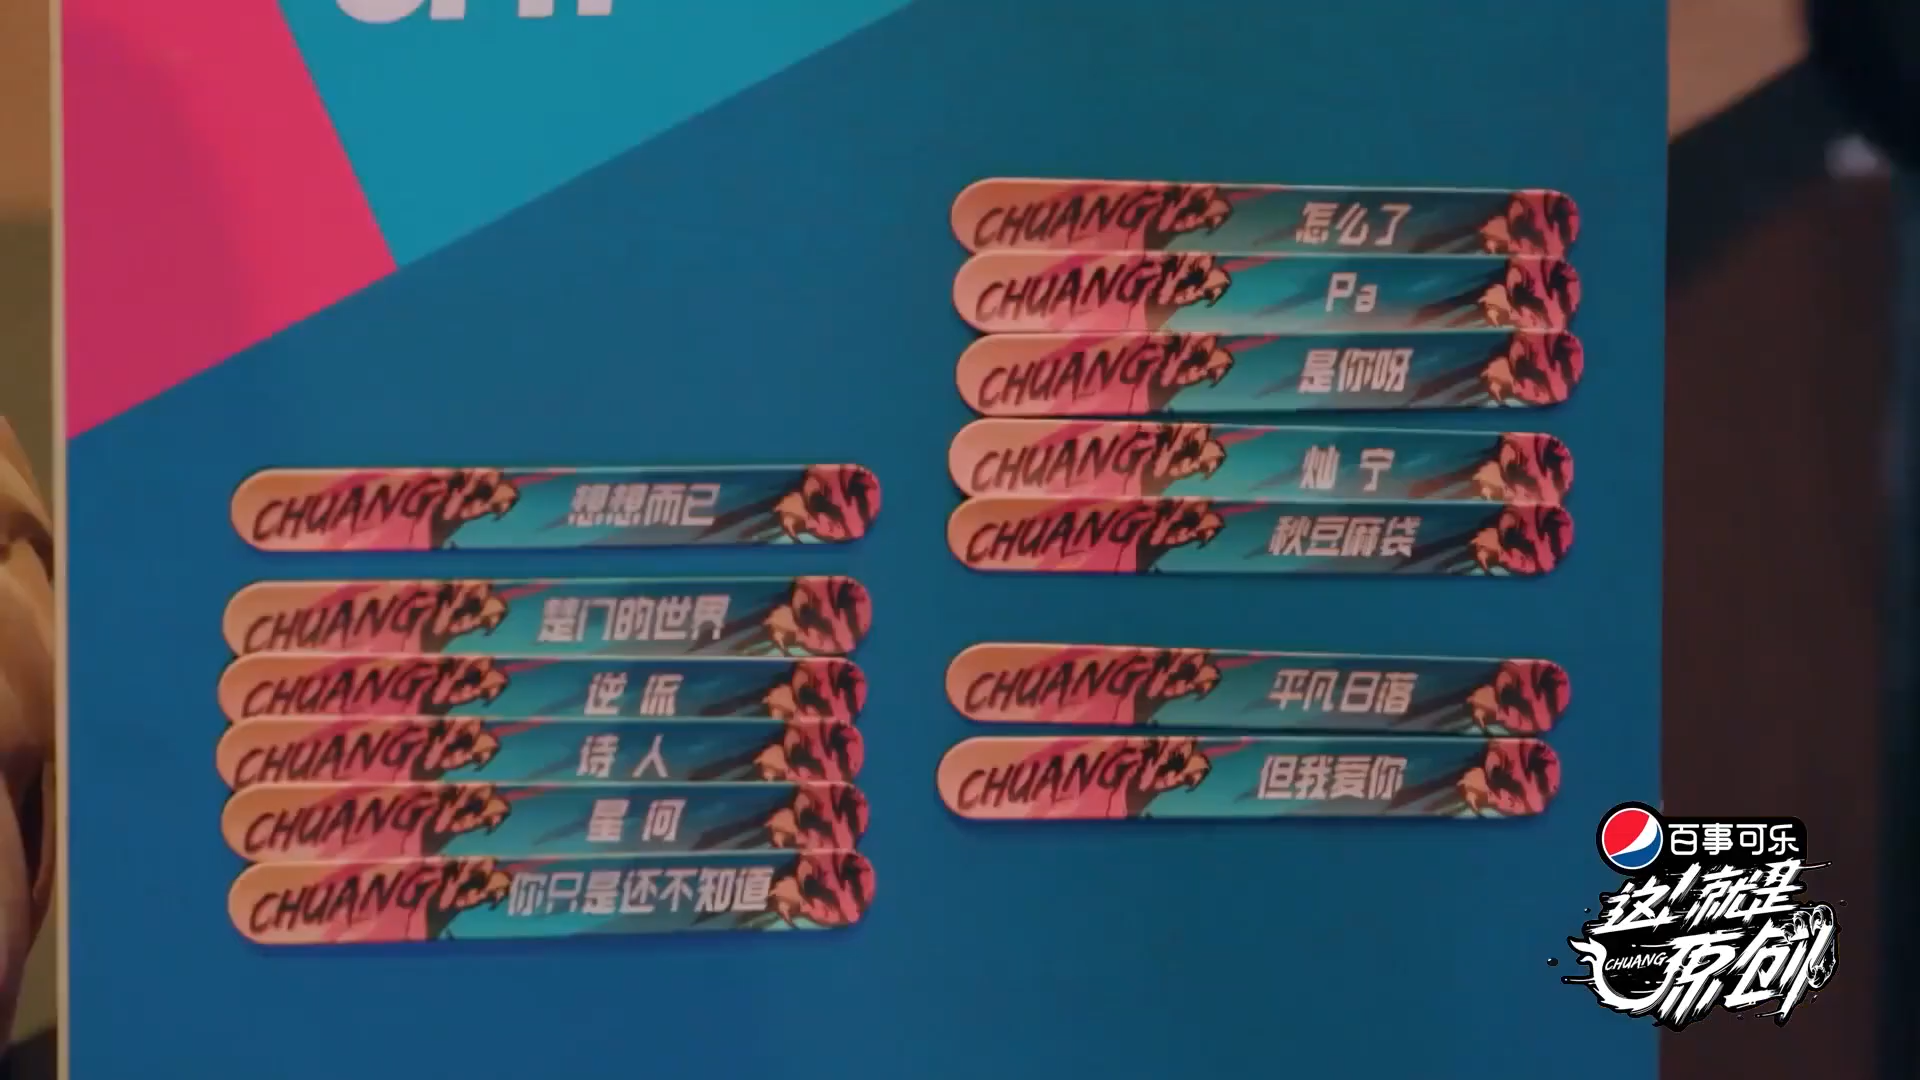 CHUANG 想想而已
CHUANG 楚门的世界
CHUANG 逆流
CHUANG 诗人
CHUANG 星河
CHUANG 你只是还不知道
CHUANG 怎么了
CHUANG Pa
CHUANG 是你呀
CHUANG 灿宁
CHUANG 秋豆麻袋
CHUANG 平凡日落
CHUANG 但我爱你
百事可乐
这!就是
CHUANG 原创